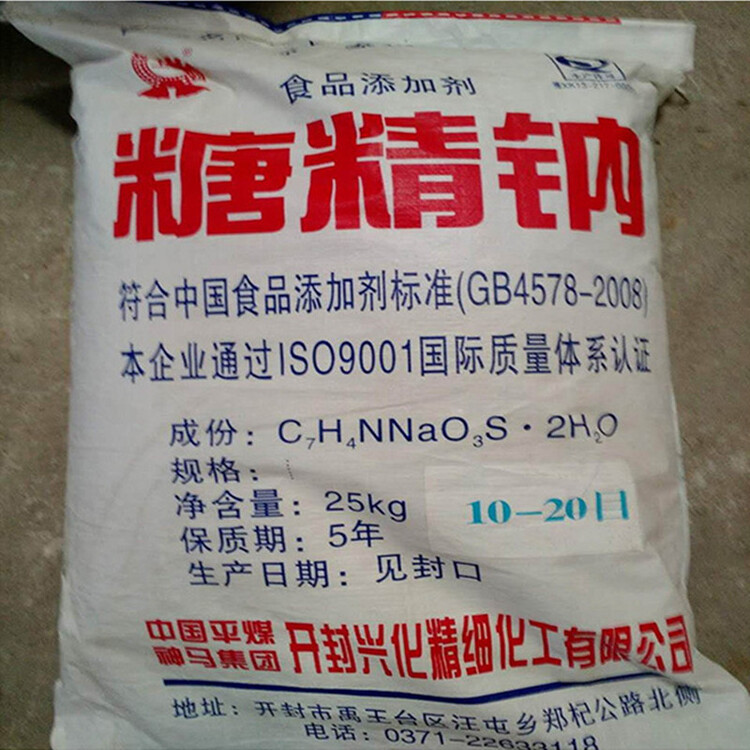 食品添加剂
生产许可
糖精钠
符合中国食品添加剂标准(GB4578-2008)
本企业通过ISO9001国际质量体系认证
成份：C₇H₄NNaO₃S·2H₂O
规格：
10-20目
净含量：25kg
保质期：5年
生产日期：见封口
中国平煤
神马集团
开封兴化精细化工有限公司
地址：开封市禹王台区汪屯乡郑杞公路北侧
电话：0371-22633118